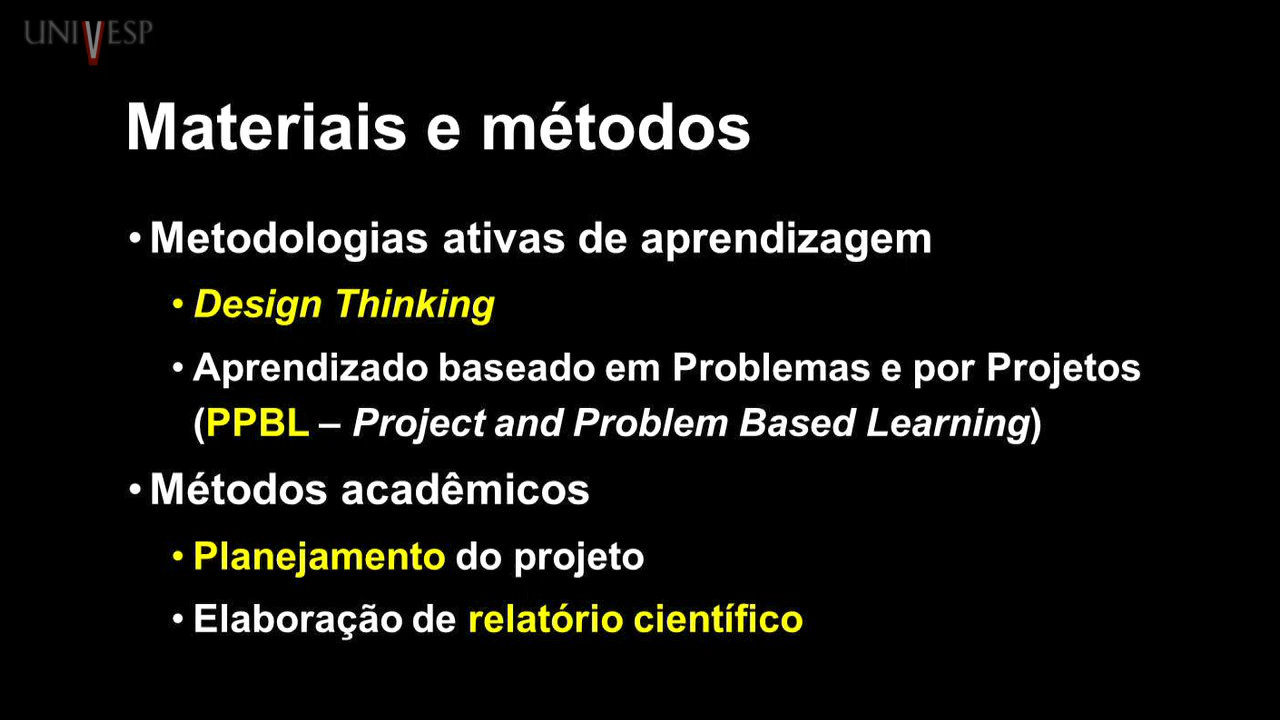 UNIVESP
Materiais e métodos
• Metodologias ativas de aprendizagem
• Design Thinking
• Aprendizado baseado em Problemas e por Projetos
(PPBL – Project and Problem Based Learning)
• Métodos acadêmicos
• Planejamento do projeto
• Elaboração de relatório científico